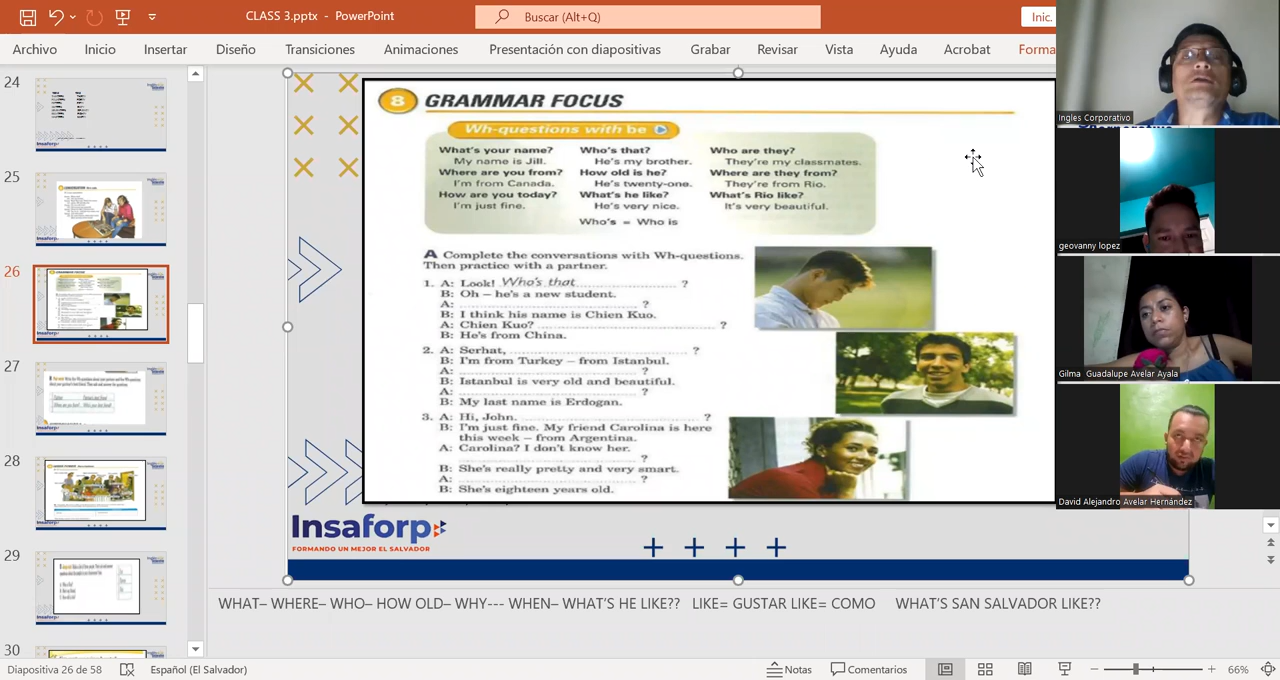 CLASS 3.pptx - PowerPoint
Buscar (Alt+Q)
Inic.
Archivo Inicio Insertar Diseño Transiciones Animaciones Presentación con diapositivas Grabar Revisar Vista Ayuda Acrobat Forma
24
25
26
27
28
29
30
8 GRAMMAR FOCUS
Wh-questions with be
What's your name? Who's that? Who are they?
My name is Jill. He's my brother. They're my classmates.
Where are you from? How old is he? Where are they from?
I'm from Canada. He's twenty-one. They're from Rio.
How are you today? What's he like? What's Rio like?
I'm just fine. He's very nice. It's very beautiful.
Who's = Who is
A Complete the conversations with Wh-questions.
Then practice with a partner.
1. A: Look! Who's that ?
B: Oh – he's a new student.
A: ?
B: I think his name is Chien Kuo.
A: Chien Kuo? ?
B: He's from China.
2. A: Serhat, ?
B: I'm from Turkey – from Istanbul.
A: ?
B: Istanbul is very old and beautiful.
A: ?
B: My last name is Erdogan.
3. A: Hi, John. ?
B: I'm just fine. My friend Carolina is here
this week – from Argentina.
A: Carolina? I don't know her.
?
B: She's really pretty and very smart.
A: ?
B: She's eighteen years old.
Insaforp
FORMANDO UN MEJOR EL SALVADOR
Ingles Corporativo
geovanny lopez
Gilma Guadalupe Avelar Ayala
David Alejandro Avelar Hernández
WHAT– WHERE– WHO– HOW OLD– WHY--- WHEN– WHAT'S HE LIKE?? LIKE= GUSTAR LIKE= COMO WHAT'S SAN SALVADOR LIKE??
Diapositiva 26 de 58 Español (El Salvador) Notas Comentarios 66%